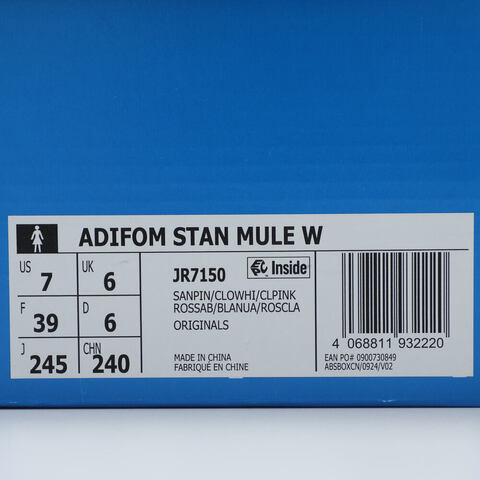 ADIFOM STAN MULE W
US 7
UK 6
F 39
D 6
J 245
CHN 240
JR7150
Inside
SANPIN/CLOWHI/CLPINK
ROSSAB/BLANUA/ROSCLA
ORIGINALS
MADE IN CHINA
FABRIQUÉ EN CHINE
4 068811 932220
EAN PO# 0900730849
ABSBOXCN/0924/V02